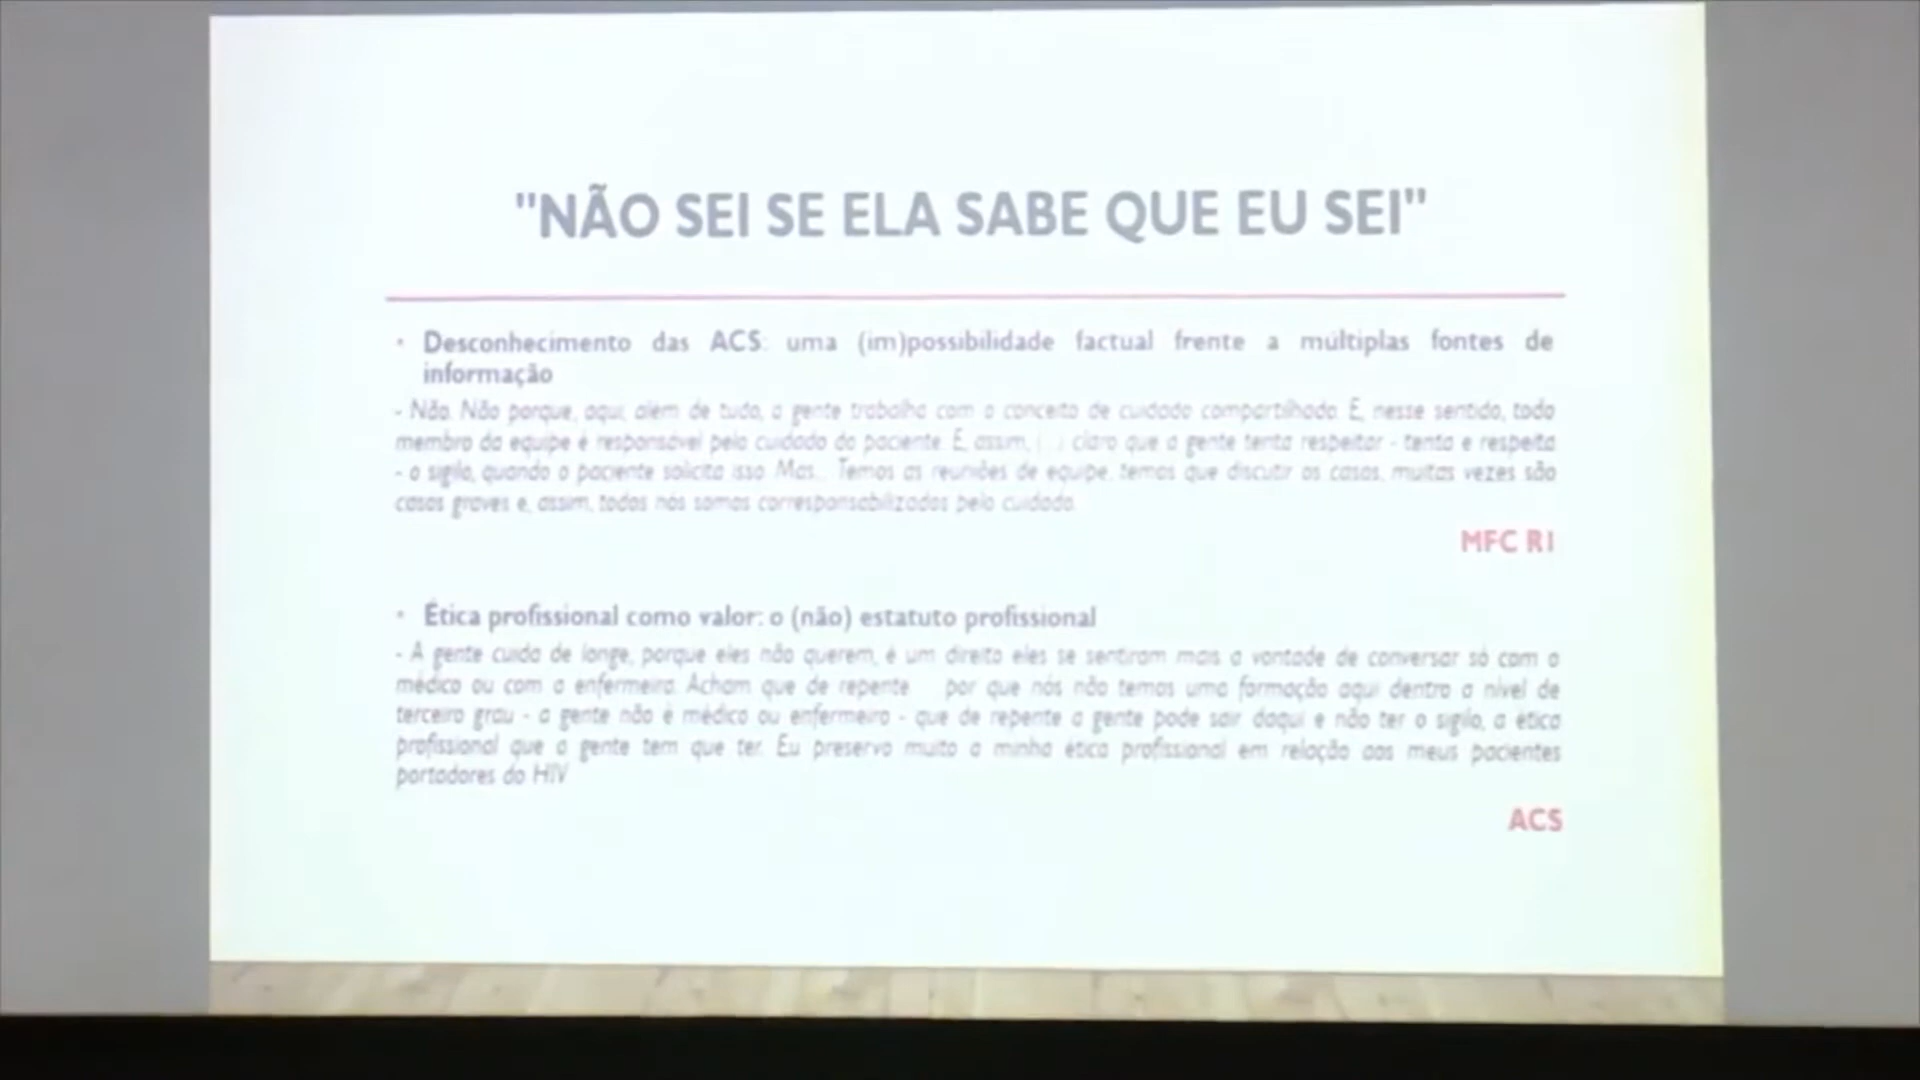 "NÃO SEI SE ELA SABE QUE EU SEI"
• Desconhecimento das ACS: uma (im)possibilidade factual frente a múltiplas fontes de
informação
- Não. Não porque, aqui, além de tudo, a gente trabalha com o conceito de cuidado compartilhado. E, nesse sentido, todo
membro da equipe é responsável pelo cuidado do paciente. E, assim, claro que a gente tenta respeitar - tenta e respeita
- o sigilo, quando o paciente solicita isso. Mas... Temos as reuniões de equipe, temos que discutir os casos, muitas vezes são
casos graves e, assim, todos nós somos corresponsabilizados pelo cuidado.
MFC R1
• Ética profissional como valor: o (não) estatuto profissional
- A gente cuida de longe, porque eles não querem, é um direito eles se sentiram mais a vontade de conversar só com o
médico ou com a enfermeira. Acham que de repente por que nós não temos uma formação aqui dentro a nível de
terceiro grau - a gente não é médico ou enfermeiro - que de repente a gente pode sair daqui e não ter o sigilo, a ética
profissional que a gente tem que ter. Eu preservo muito a minha ética profissional em relação aos meus pacientes
portadores do HIV
ACS